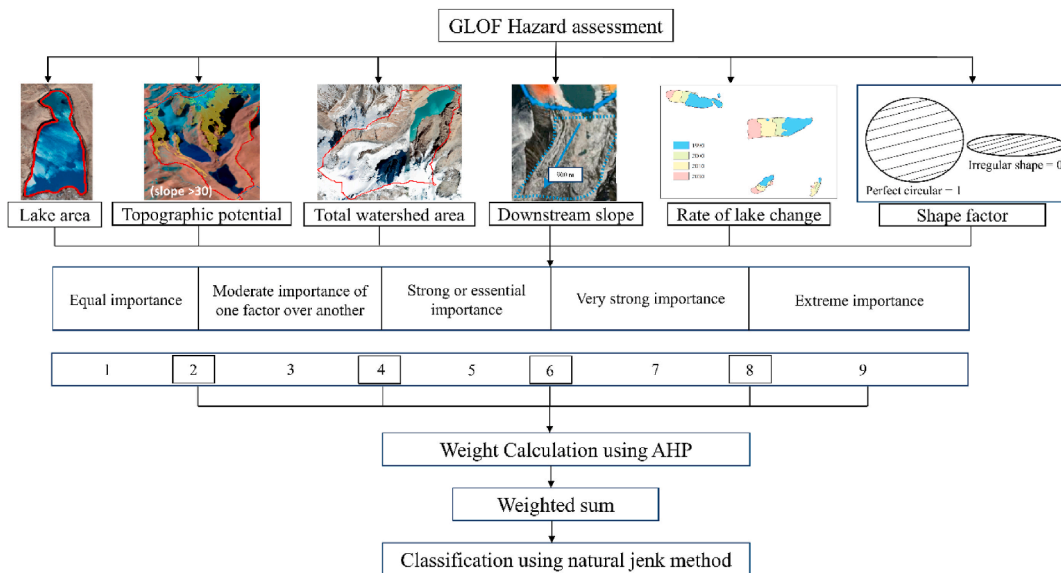 GLOF Hazard assessment
(slope >30)
500 m
1990
2000
2010
2020
Perfect circular = 1
Irregular shape = 0
Lake area
Topographic potential
Total watershed area
Downstream slope
Rate of lake change
Shape factor
Equal importance
Moderate importance of
one factor over another
Strong or essential
importance
Very strong importance
Extreme importance
1 2 3 4 5 6 7 8 9
Weight Calculation using AHP
Weighted sum
Classification using natural jenk method